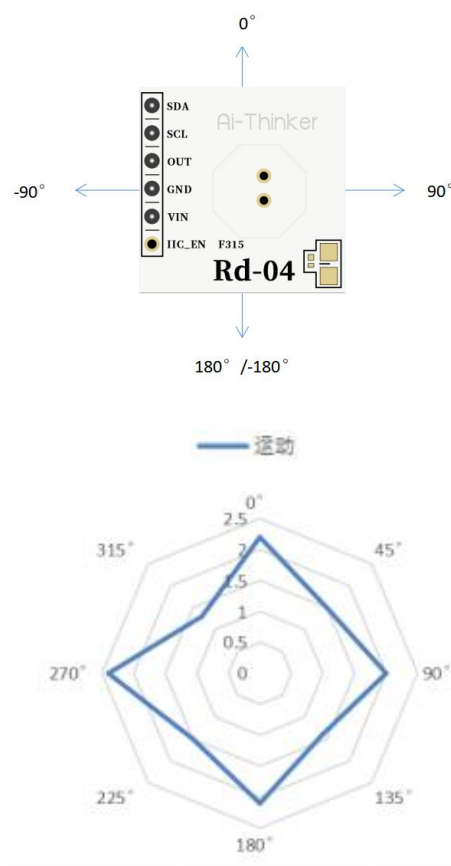 0°
Ai-Thinker
SDA
SCL
OUT
-90°
GND
90°
VIN
IIC_EN F315
Rd-04
180° /-180°
运动
0°
2.5
315°
2
45°
1.5
1
0.5
270°
0
90°
225°
135°
180°